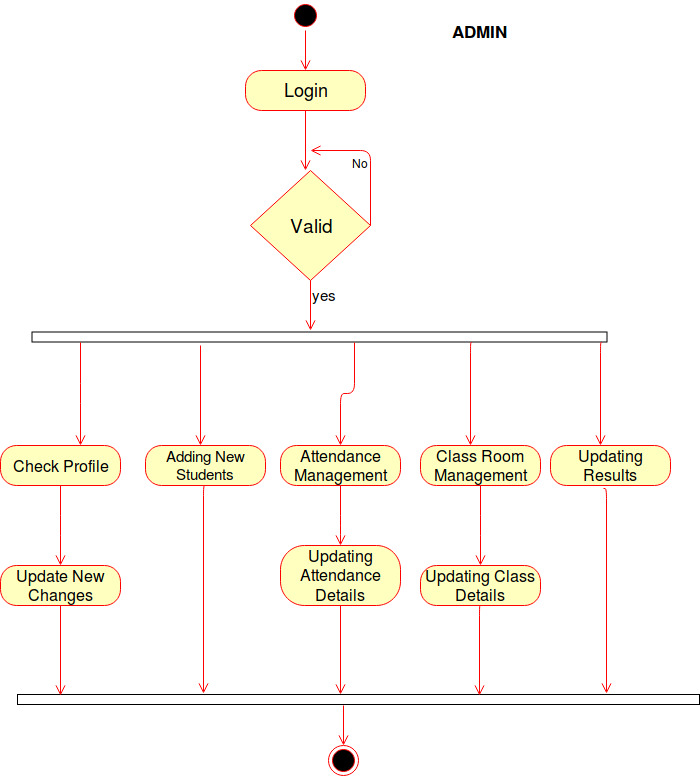 ADMIN
Login
No
Valid
yes
Check Profile
Adding New
Students
Attendance
Management
Class Room
Management
Updating
Results
Update New
Changes
Updating
Attendance
Details
Updating Class
Details